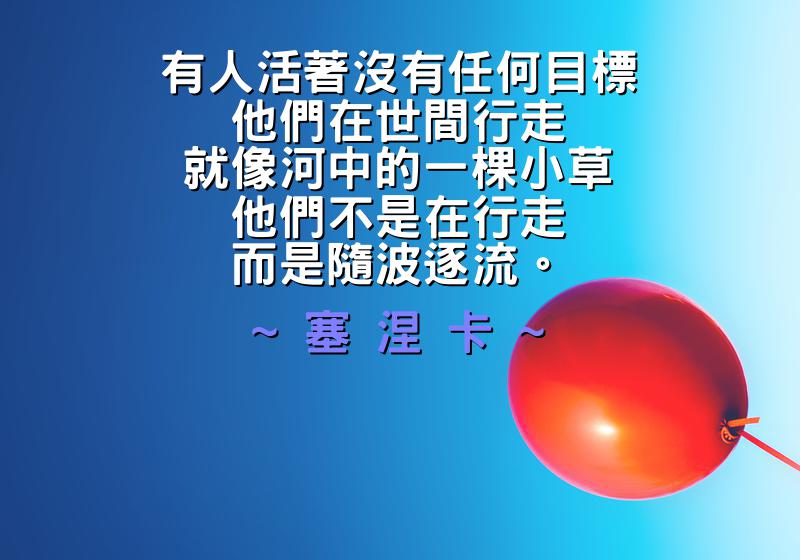 有人活著沒有任何目標
他們在世間行走
就像河中的一棵小草
他們不是在行走
而是隨波逐流。
~ 塞涅卡 ~